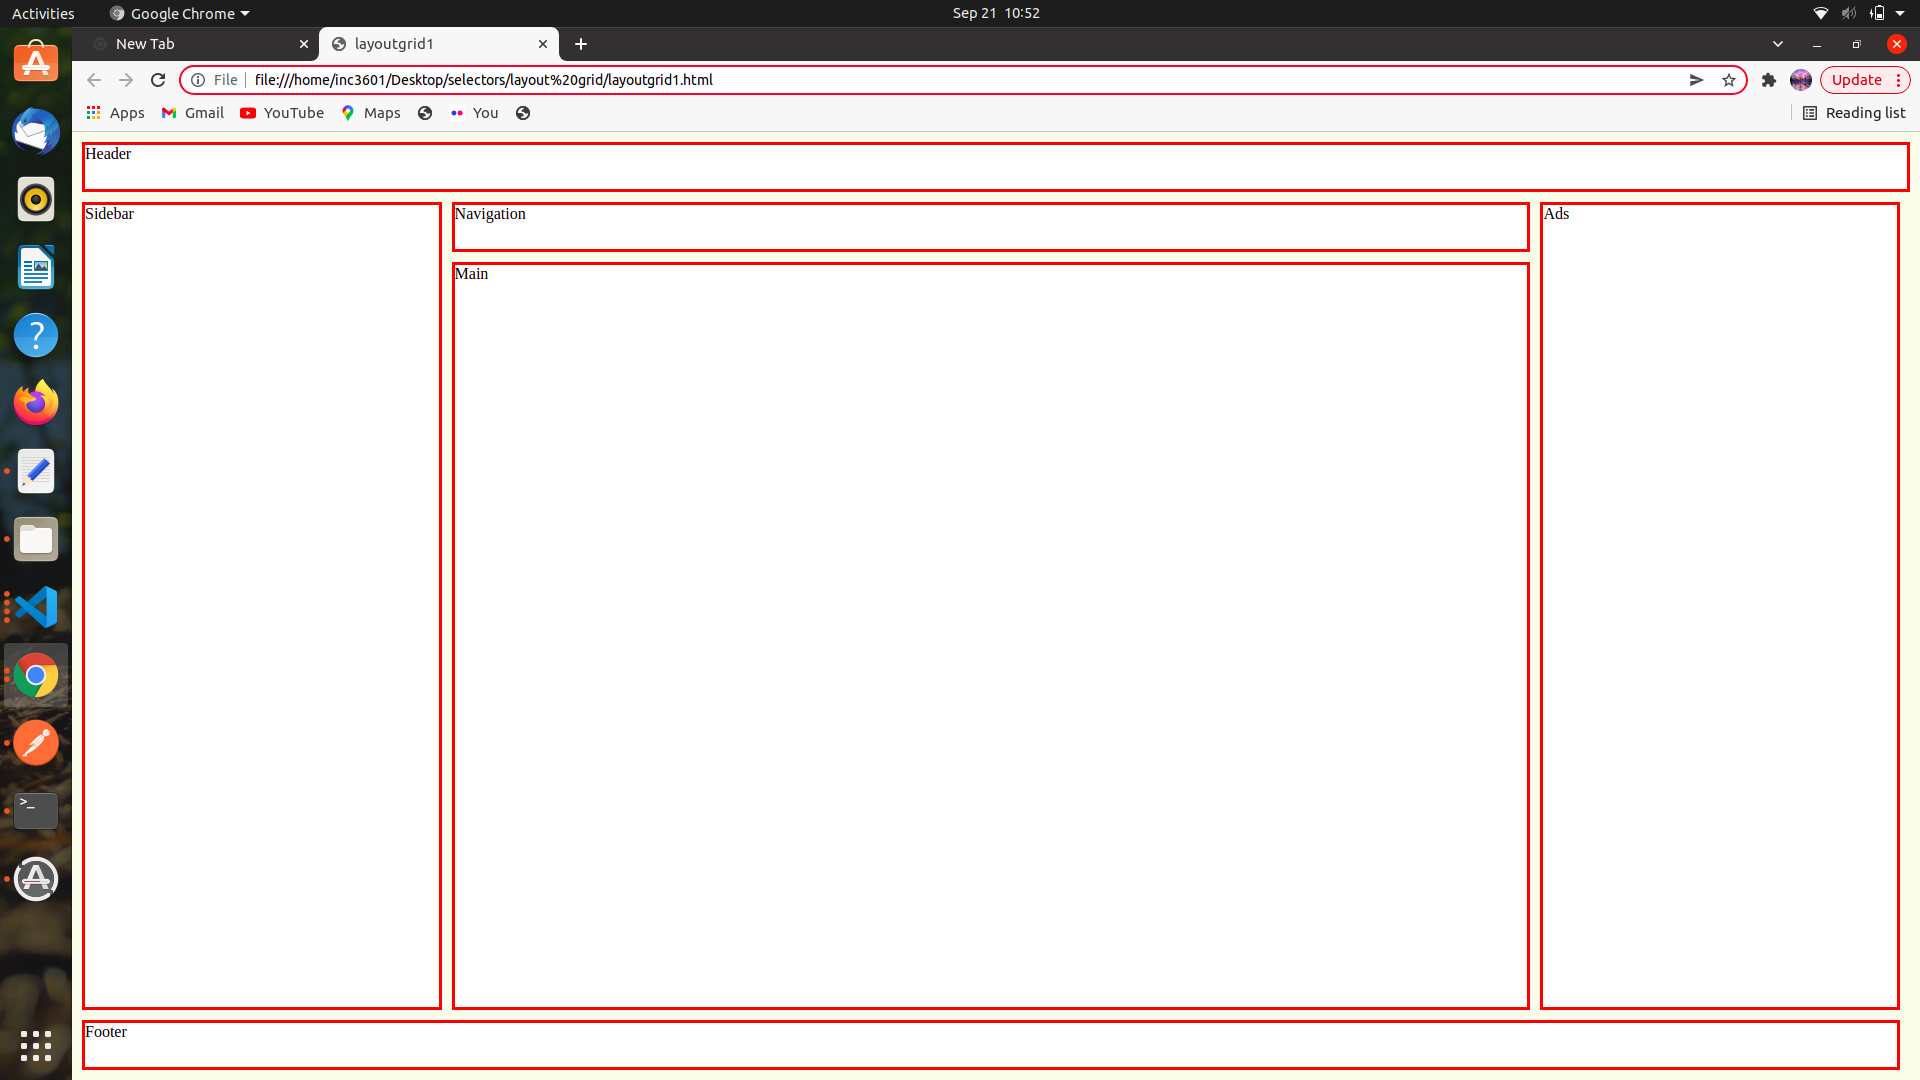 Activities Google Chrome Sep 21 10:52
New Tab layoutgrid1
File file:///home/inc3601/Desktop/selectors/layout%20grid/layoutgrid1.html Update
Apps Gmail YouTube Maps You Reading list
Header
Sidebar Navigation Ads
Main
Footer